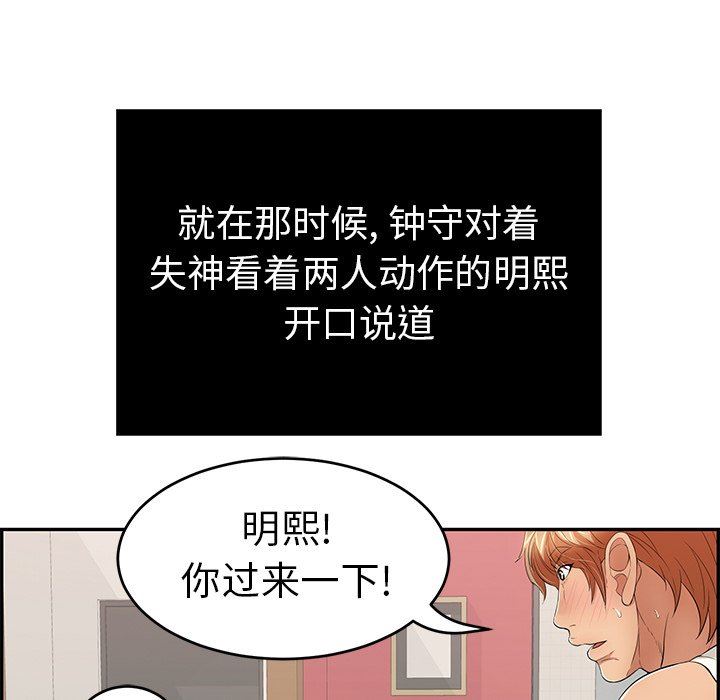 就在那时候, 钟守对着
失神看着两人动作的明熙
开口说道
明熙!
你过来一下!